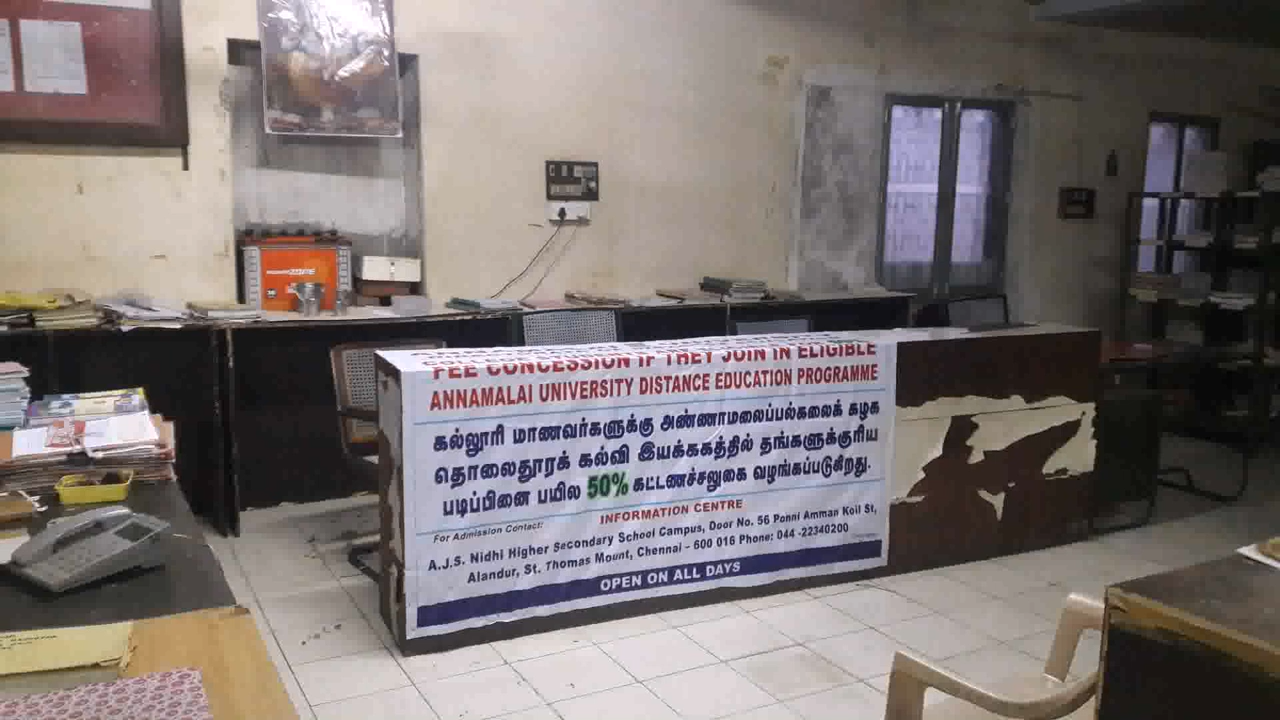 FEE CONCESSION IF THEY JOIN IN ELIGIBLE
ANNAMALAI UNIVERSITY DISTANCE EDUCATION PROGRAMME
கல்லூரி மாணவர்களுக்கு அண்ணாமலைப்பல்கலைக் கழக
தொலைதூரக் கல்வி இயக்ககத்தில் தங்களுக்குரிய
படிப்பினை பயில 50% கட்டணச்சலுகை வழங்கப்படுகிறது.
INFORMATION CENTRE
For Admission Contact:
A.J.S. Nidhi Higher Secondary School Campus, Door No. 56 Ponni Amman Koil St,
Alandur, St. Thomas Mount, Chennai - 600 016 Phone: 044 -22340200
OPEN ON ALL DAYS